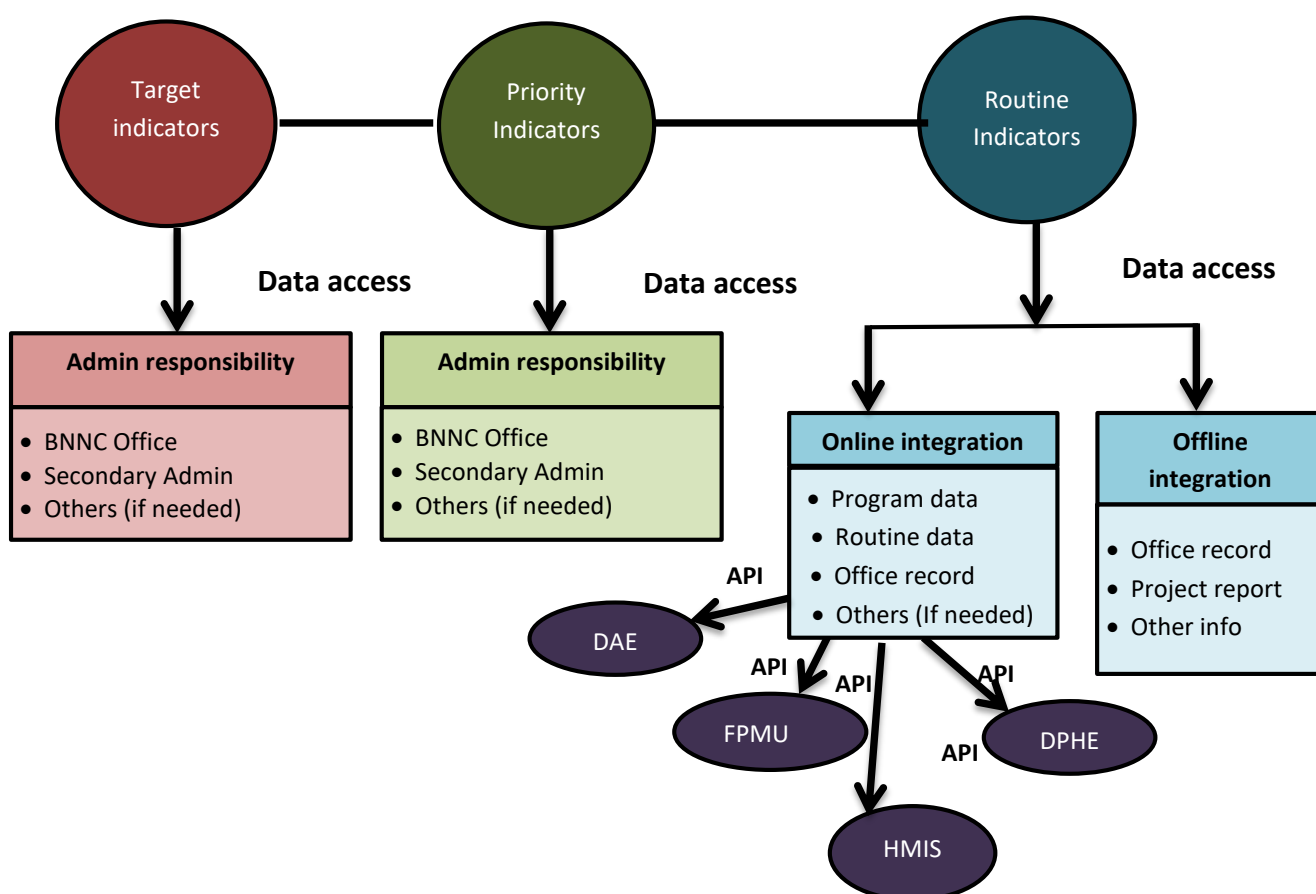 Target
indicators
Priority
Indicators
Routine
Indicators
Data access
Data access
Data access
Admin responsibility
• BNNC Office
• Secondary Admin
• Others (if needed)
Admin responsibility
• BNNC Office
• Secondary Admin
• Others (if needed)
Online integration
• Program data
• Routine data
• Office record
• Others (If needed)
Offline
integration
• Office record
• Project report
• Other info
API
DAE
API
API
API
FPMU
API
DPHE
HMIS